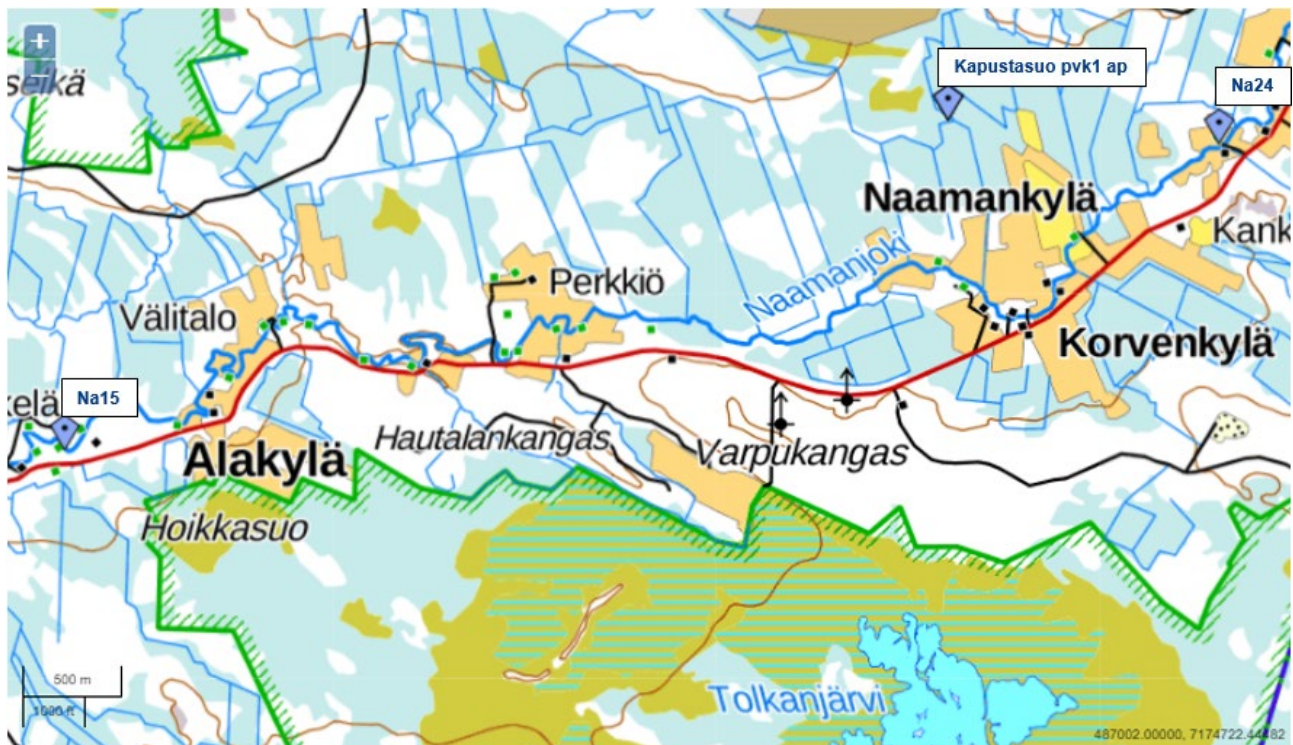 +
−
seikä
Kapustasuo pvk1 ap
Na24
Naamankylä
Kank
Perkkiö
Naamanjoki
Välitalo
Korvenkylä
kelä
Na15
Alakylä
Hautalankangas
Varpukangas
Hoikkasuo
500 m
1000 ft
Tolkanjärvi
487002.00000, 7174722.44482